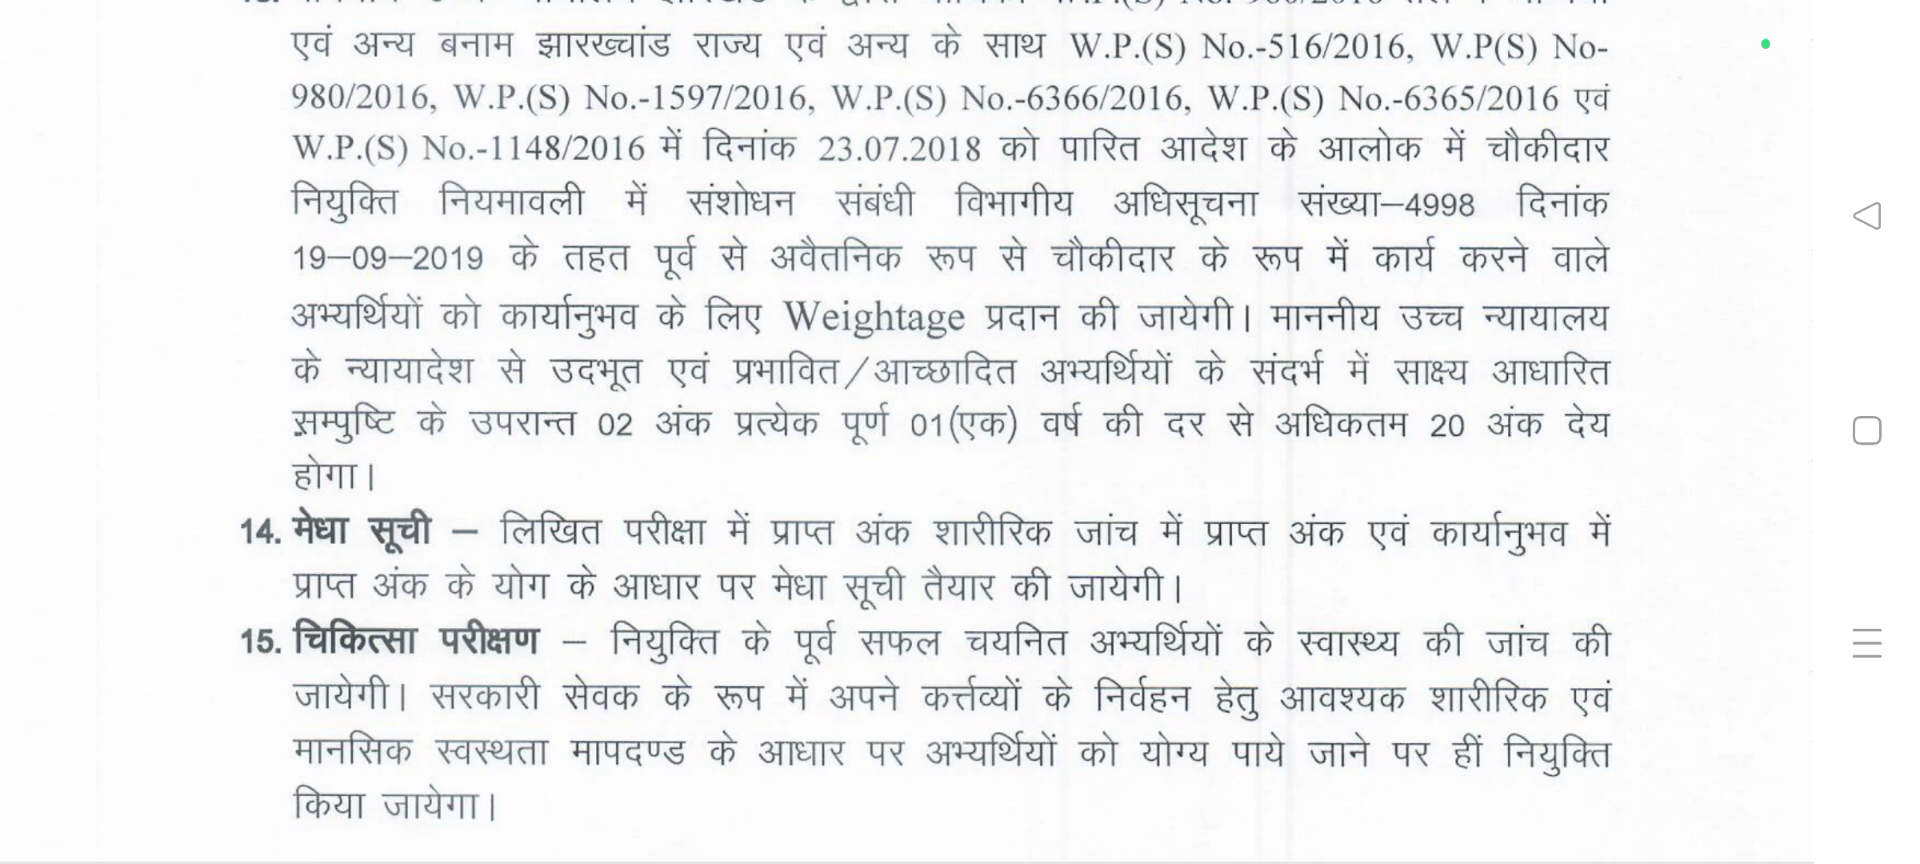 एवं अन्य बनाम झारख्चांड राज्य एवं अन्य के साथ W.P.(S) No.-516/2016, W.P(S) No-
980/2016, W.P.(S) No.-1597/2016, W.P.(S) No.-6366/2016, W.P.(S) No.-6365/2016 एवं
W.P.(S) No.-1148/2016 में दिनांक 23.07.2018 को पारित आदेश के आलोक में चौकीदार
नियुक्ति नियमावली में संशोधन संबंधी विभागीय अधिसूचना संख्या–4998 दिनांक
19–09–2019 के तहत पूर्व से अवैतनिक रूप से चौकीदार के रूप में कार्य करने वाले
अभ्यर्थियों को कार्यानुभव के लिए Weightage प्रदान की जायेगी। माननीय उच्च न्यायालय
के न्यायादेश से उदभूत एवं प्रभावित/आच्छादित अभ्यर्थियों के संदर्भ में साक्ष्य आधारित
सम्पुष्टि के उपरान्त 02 अंक प्रत्येक पूर्ण 01(एक) वर्ष की दर से अधिकतम 20 अंक देय
होगा।
14. मेधा सूची – लिखित परीक्षा में प्राप्त अंक शारीरिक जांच में प्राप्त अंक एवं कार्यानुभव में
प्राप्त अंक के योग के आधार पर मेधा सूची तैयार की जायेगी।
15. चिकित्सा परीक्षण – नियुक्ति के पूर्व सफल चयनित अभ्यर्थियों के स्वास्थ्य की जांच की
जायेगी। सरकारी सेवक के रूप में अपने कर्त्तव्यों के निर्वहन हेतु आवश्यक शारीरिक एवं
मानसिक स्वस्थता मापदण्ड के आधार पर अभ्यर्थियों को योग्य पाये जाने पर हीं नियुक्ति
किया जायेगा।